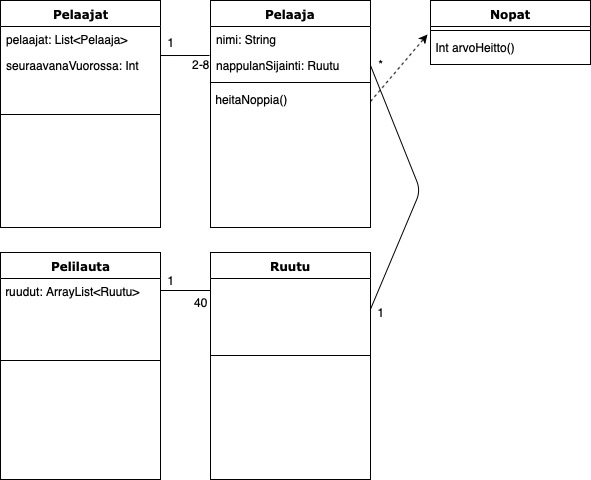 Pelaajat
pelaajat: List<Pelaaja>
seuraavanaVuorossa: Int
1
2-8
Pelaaja
nimi: String
nappulanSijainti: Ruutu
heitaNoppia()
*
Nopat
Int arvoHeitto()
Pelilauta
ruudut: ArrayList<Ruutu>
1
40
Ruutu
1